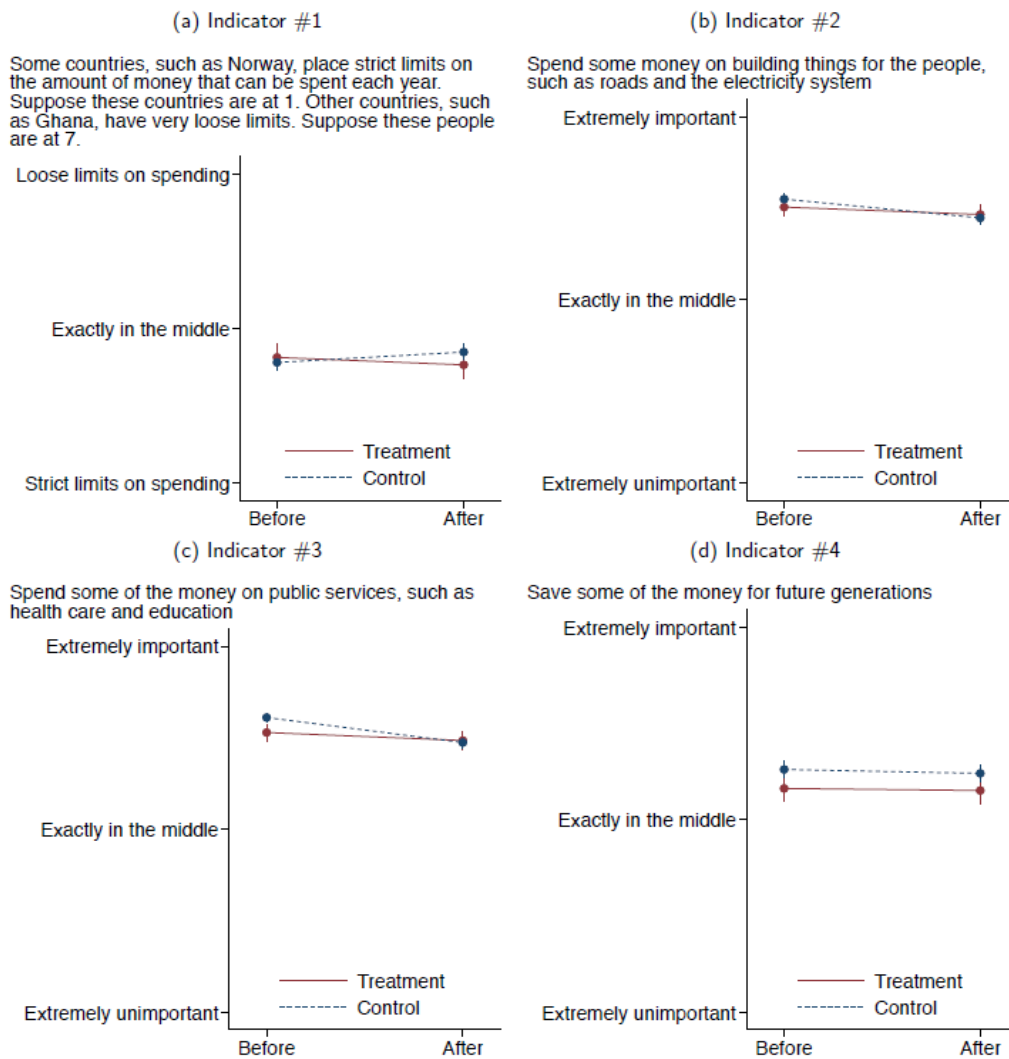 (a) Indicator #1
Some countries, such as Norway, place strict limits on
the amount of money that can be spent each year.
Suppose these countries are at 1. Other countries, such
as Ghana, have very loose limits. Suppose these people
are at 7.
Loose limits on spending
Exactly in the middle
Strict limits on spending
Treatment
Control
Before
After
(b) Indicator #2
Spend some money on building things for the people,
such as roads and the electricity system
Extremely important
Exactly in the middle
Extremely unimportant
Treatment
Control
Before
After
(c) Indicator #3
Spend some of the money on public services, such as
health care and education
Extremely important
Exactly in the middle
Extremely unimportant
Treatment
Control
Before
After
(d) Indicator #4
Save some of the money for future generations
Extremely important
Exactly in the middle
Extremely unimportant
Treatment
Control
Before
After